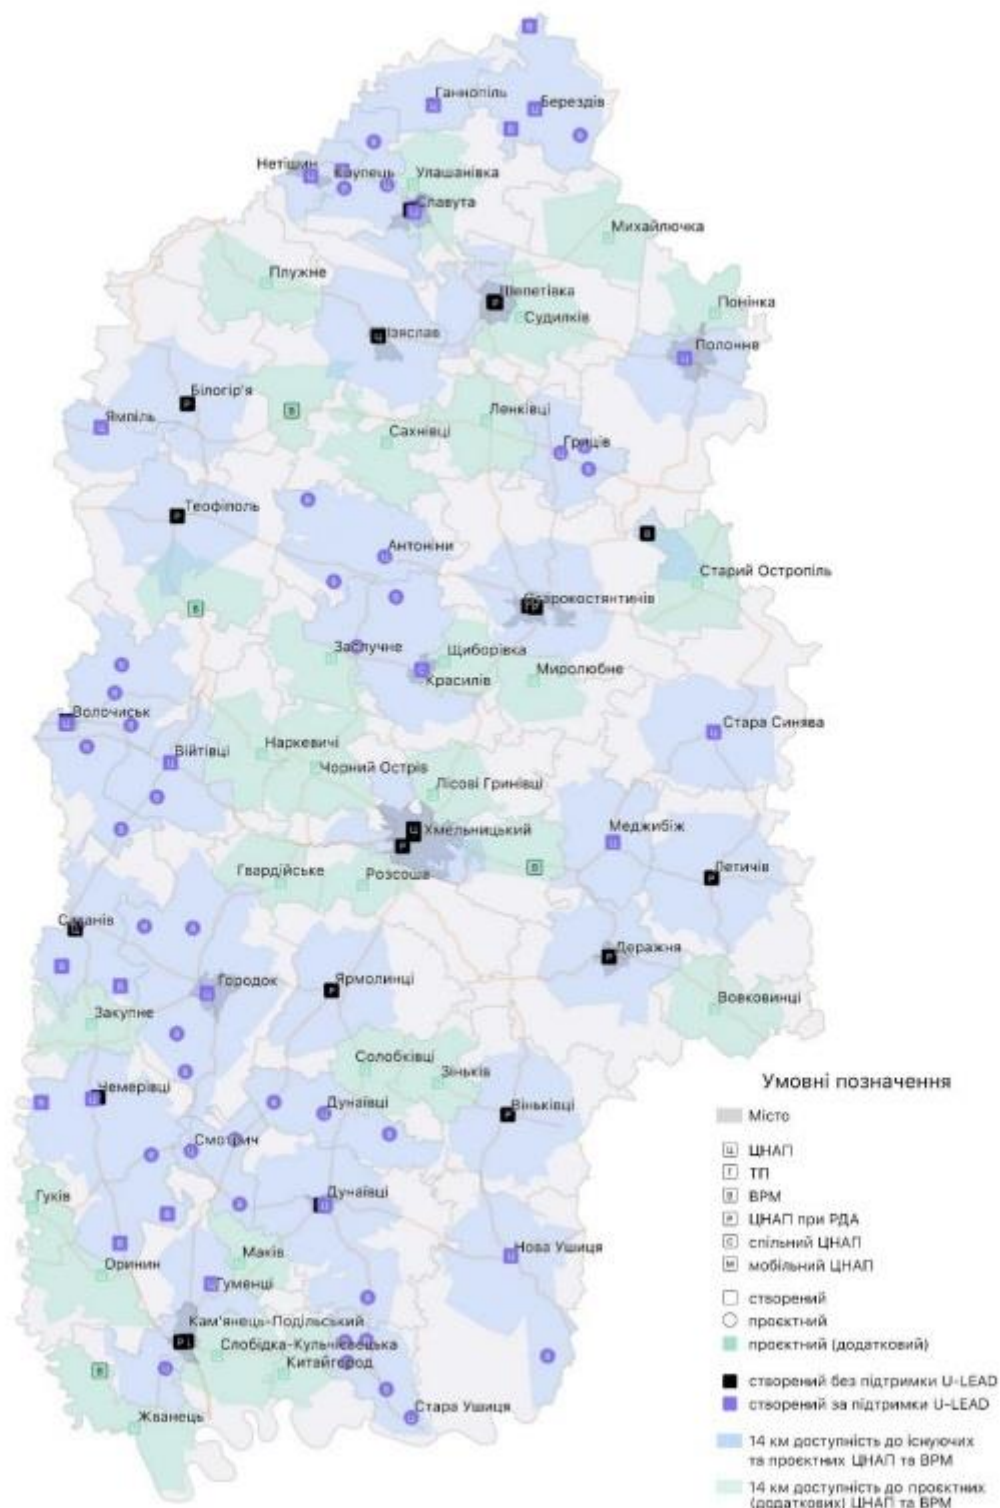 Ганнопіль
Берездів
Нетішин
Крупець
Улашанівка
Славута
Михайлючка
Плужне
Шепетівка
Понінка
Судилків
Ізяслав
Полонне
Білогір'я
Ямпіль
Ленківці
Сахнівці
Гриців
Теофіполь
Антоніни
Старий Остропіль
Старокостянтинів
Заслучне
Щиборівка
Миролюбне
Красилів
Волочиськ
Стара Синява
Війтівці
Наркевичі
Чорний Острів
Лісові Гринівці
Меджибіж
Хмельницький
Летичів
Гвардійське
Розсоша
Сатанів
Деражня
Городок
Ярмолинці
Вовковинці
Закупне
Солобківці
Зіньків
Чемерівці
Дунаївці
Віньківці
Смотрич
Гуків
Дунаївці
Маків
Нова Ушиця
Оринин
Гуменці
Кам'янець-Подільський
Слобідка-Кульчієвецька
Китайгород
Жванець
Стара Ушиця
Умовні позначення
Місто
Ц ЦНАП
Т ТП
В ВРМ
Р ЦНАП при РДА
С спільний ЦНАП
М мобільний ЦНАП
створений
проєктний
проєктний (додатковий)
створений без підтримки U-LEAD
створений за підтримки U-LEAD
14 км доступність до існуючих
та проєктних ЦНАП та ВРМ
14 км доступність до проєктних
(додаткових) ЦНАП та ВРМ